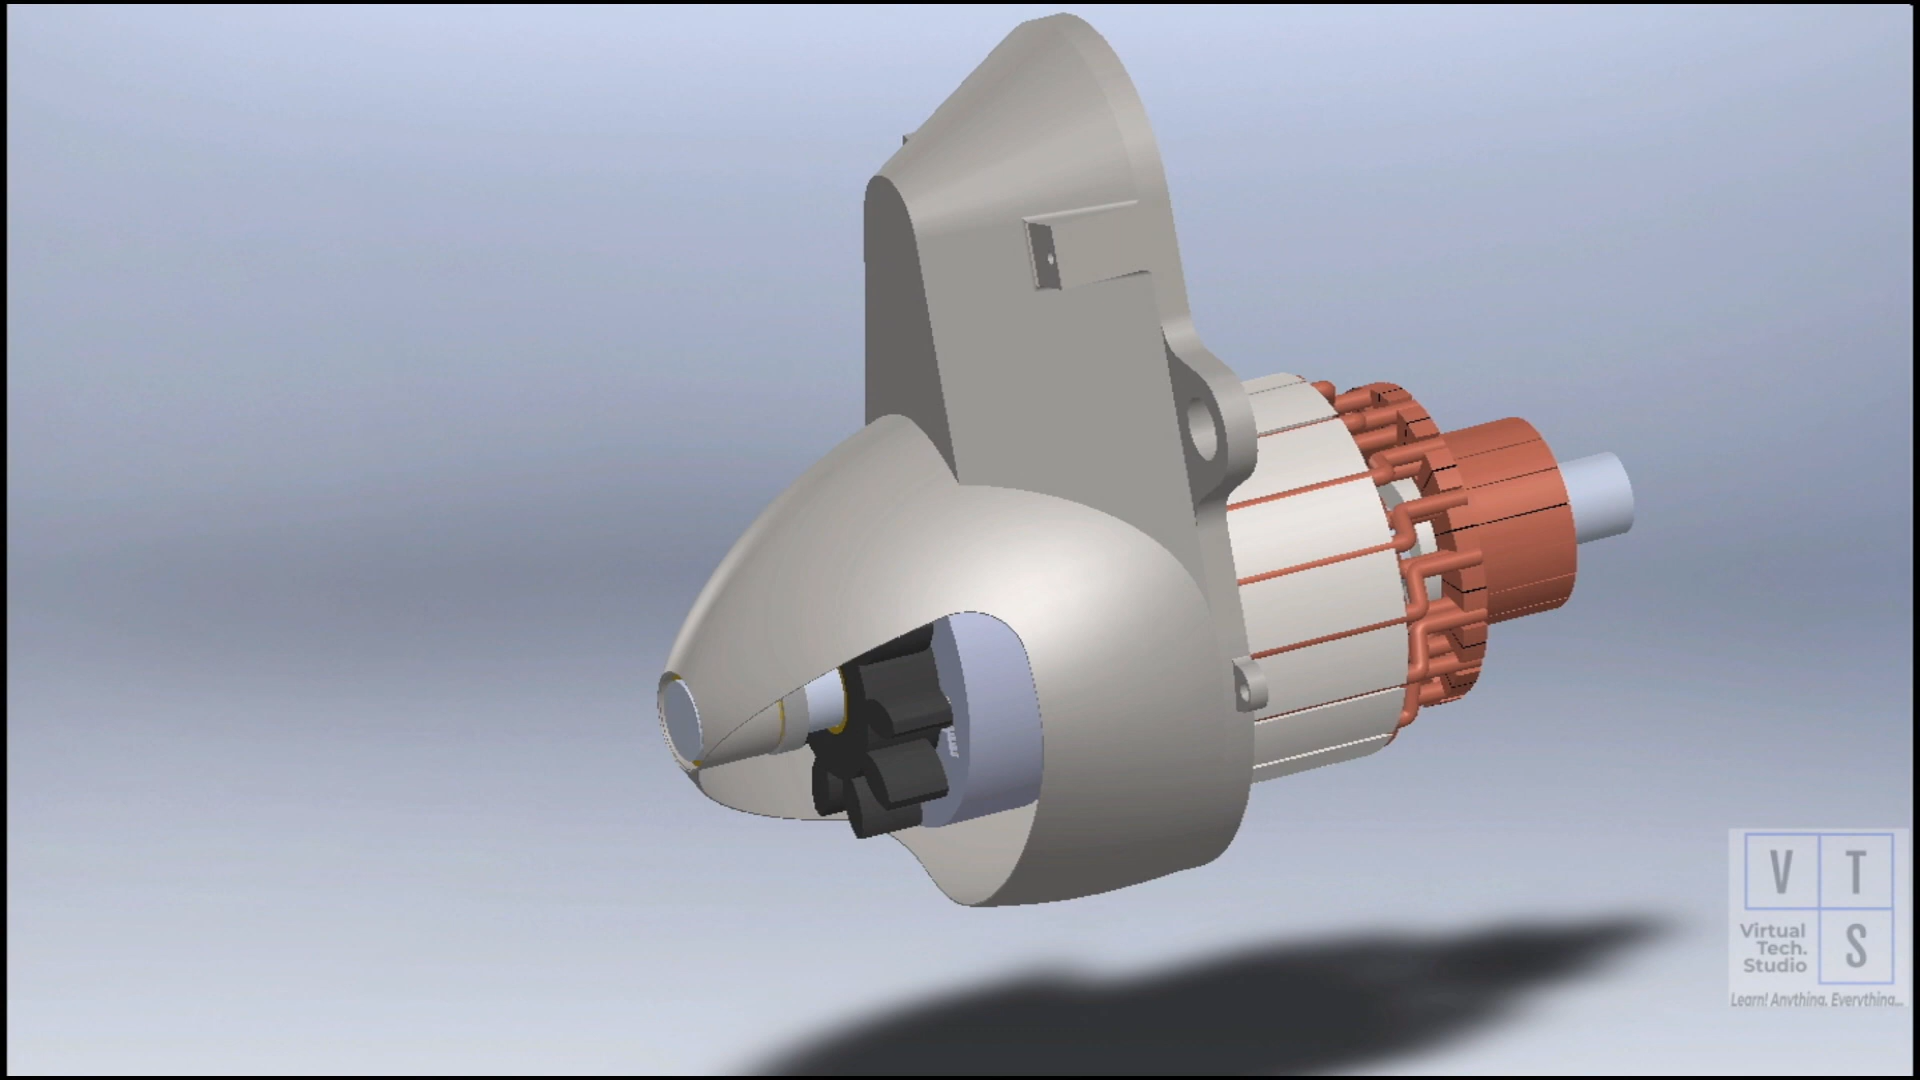 V T
Virtual
Tech.
Studio
S
Learn! Anything. Everything...